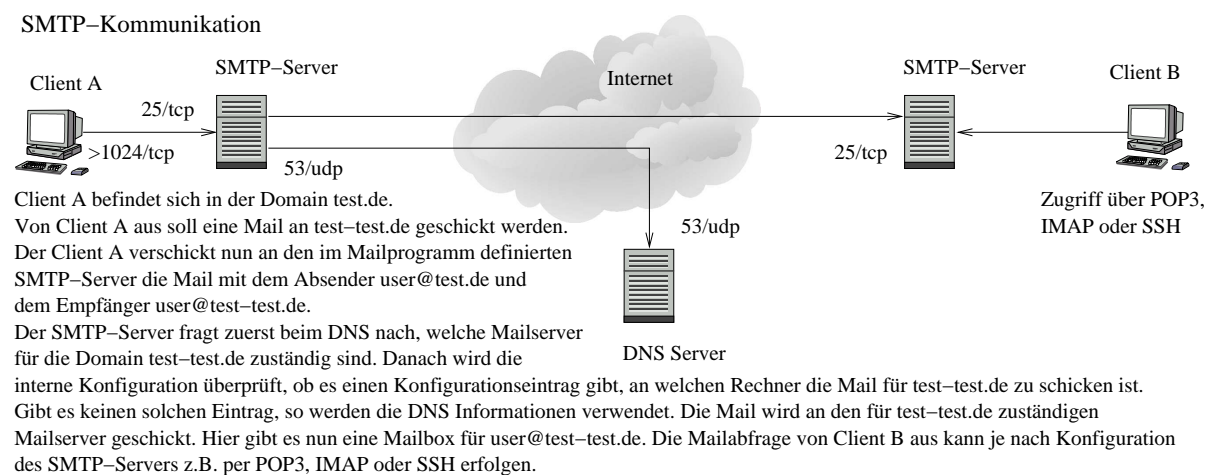 SMTP−Kommunikation
Client A
SMTP−Server
Internet
SMTP−Server
Client B
25/tcp
>1024/tcp
53/udp
25/tcp
53/udp
DNS Server
Zugriff über POP3,
IMAP oder SSH
Client A befindet sich in der Domain test.de.
Von Client A aus soll eine Mail an test−test.de geschickt werden.
Der Client A verschickt nun an den im Mailprogramm definierten
SMTP−Server die Mail mit dem Absender user@test.de und
dem Empfänger user@test−test.de.
Der SMTP−Server fragt zuerst beim DNS nach, welche Mailserver
für die Domain test−test.de zuständig sind. Danach wird die
interne Konfiguration überprüft, ob es einen Konfigurationseintrag gibt, an welchen Rechner die Mail für test−test.de zu schicken ist.
Gibt es keinen solchen Eintrag, so werden die DNS Informationen verwendet. Die Mail wird an den für test−test.de zuständigen
Mailserver geschickt. Hier gibt es nun eine Mailbox für user@test−test.de. Die Mailabfrage von Client B aus kann je nach Konfiguration
des SMTP−Servers z.B. per POP3, IMAP oder SSH erfolgen.